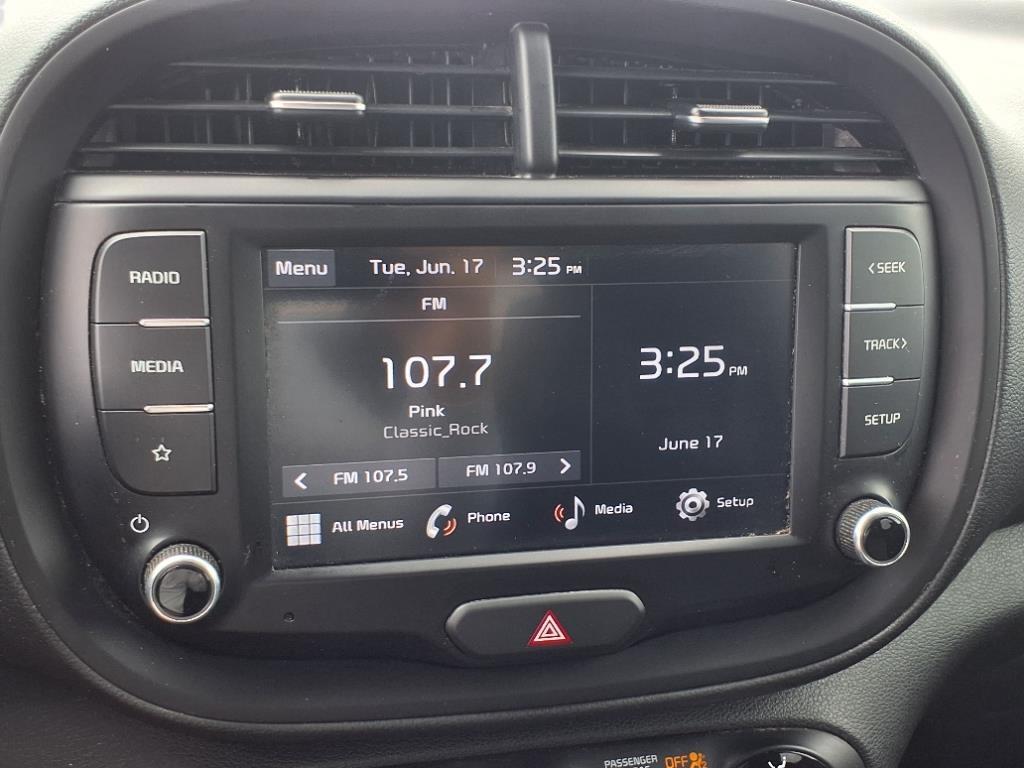 RADIO
MEDIA
Menu Tue, Jun. 17 3:25 PM
FM
107.7
Pink
Classic_Rock
< FM 107.5 FM 107.9 >
3:25 PM
June 17
All Menus Phone Media Setup
< SEEK
TRACK >
SETUP
PASSENGER OFF